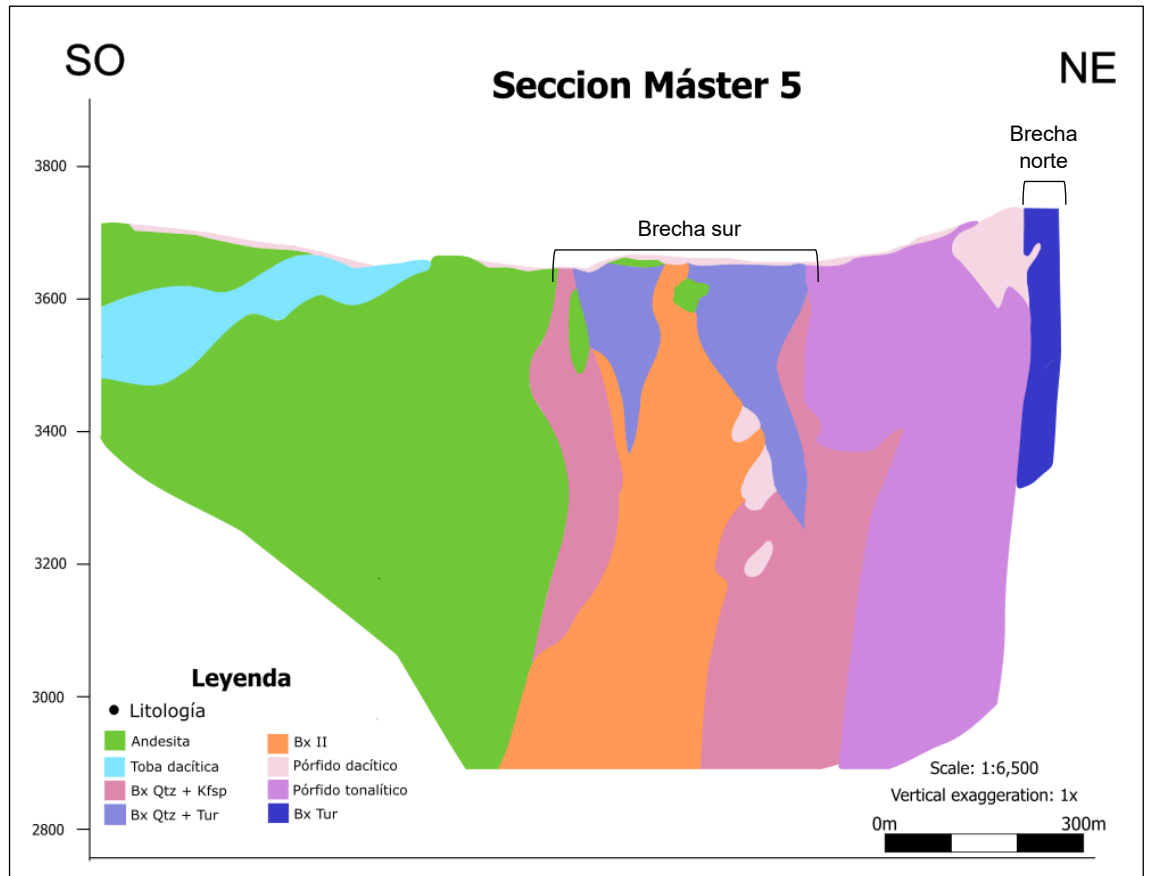 SO
NE
Seccion Máster 5
Brecha
norte
Brecha sur
3800
3600
3400
3200
3000
2800
Leyenda
Litología
Andesita
Toba dacítica
Bx Qtz + Kfsp
Bx Qtz + Tur
Bx II
Pórfido dacítico
Pórfido tonalítico
Bx Tur
Scale: 1:6,500
Vertical exaggeration: 1x
0m 300m